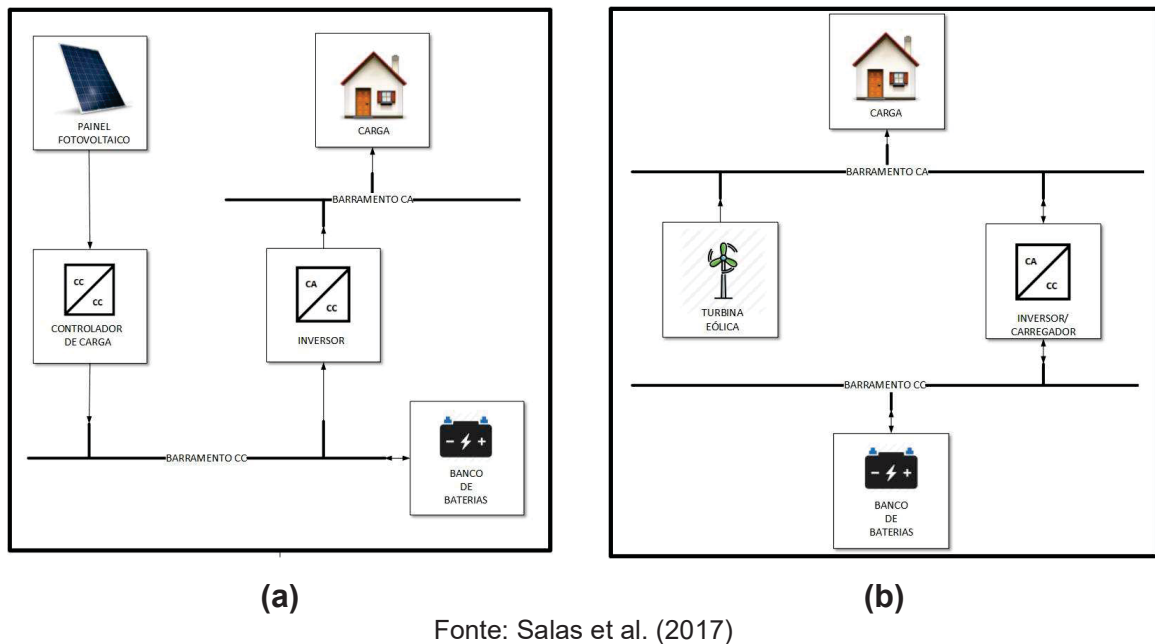 PAINEL
FOTOVOLTAICO
CARGA
BARRAMENTO CA
CC
CC
CONTROLADOR
DE CARGA
CA
CC
INVERSOR
BARRAMENTO CC
BANCO
DE
BATERIAS
(a)
CARGA
BARRAMENTO CA
TURBINA
EÓLICA
CA
CC
INVERSOR/
CARREGADOR
BARRAMENTO CC
BANCO
DE
BATERIAS
(b)
Fonte: Salas et al. (2017)